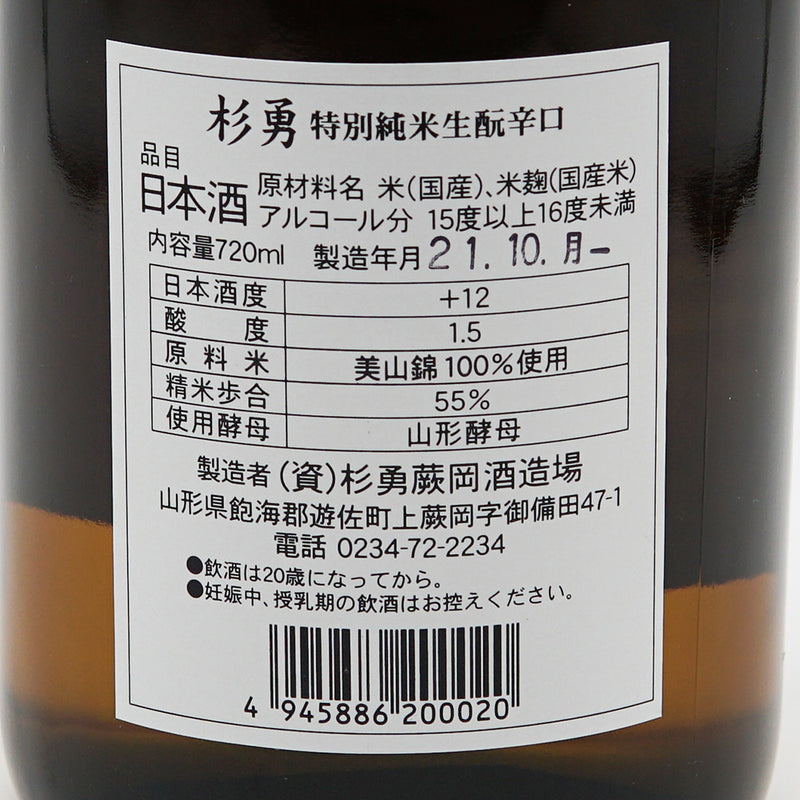 杉勇 特別純米生酛辛口
品目
日本酒
原材料名 米(国産)、米麹(国産米)
アルコール分 15度以上16度未満
内容量720ml 製造年月 21.10.月-
日本酒度 +12
酸度 1.5
原料米 美山錦100%使用
精米歩合 55%
使用酵母 山形酵母
製造者 (資)杉勇蕨岡酒造場
山形県飽海郡遊佐町上蕨岡字御備田47-1
電話 0234-72-2234
●飲酒は20歳になってから。
●妊娠中、授乳期の飲酒はお控えください。
4 945886 200020